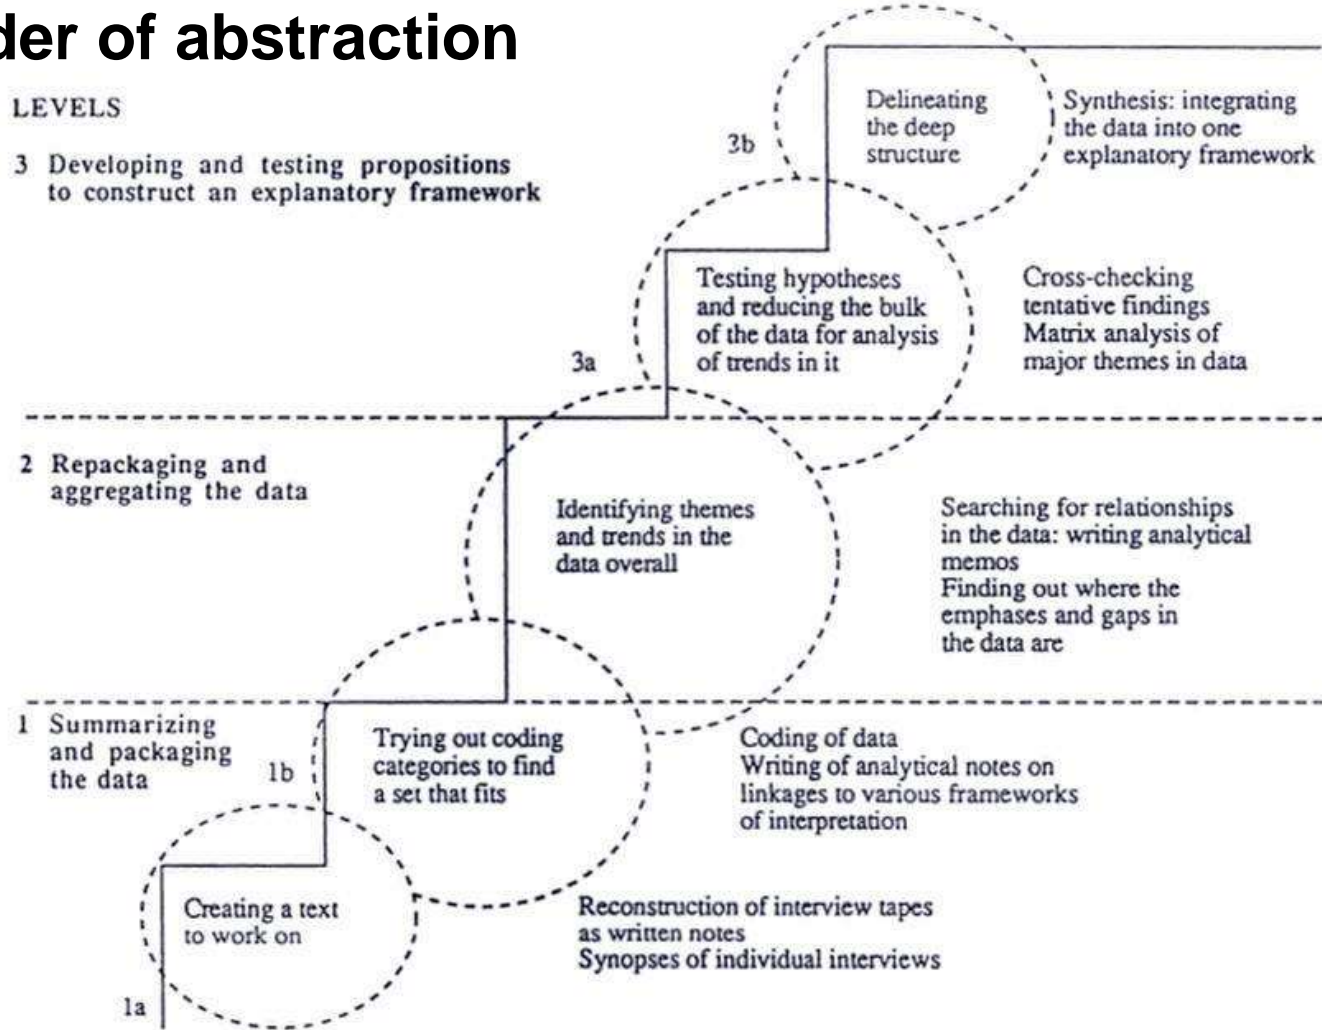 der of abstraction
LEVELS
3 Developing and testing propositions
to construct an explanatory framework
3b
Delineating
the deep
structure
Synthesis: integrating
the data into one
explanatory framework
3a
Testing hypotheses
and reducing the bulk
of the data for analysis
of trends in it
Cross-checking
tentative findings
Matrix analysis of
major themes in data
2 Repackaging and
aggregating the data
Identifying themes
and trends in the
data overall
Searching for relationships
in the data: writing analytical
memos
Finding out where the
emphases and gaps in
the data are
1 Summarizing
and packaging
the data
1b
Trying out coding
categories to find
a set that fits
Coding of data
Writing of analytical notes on
linkages to various frameworks
of interpretation
1a
Creating a text
to work on
Reconstruction of interview tapes
as written notes
Synopses of individual interviews